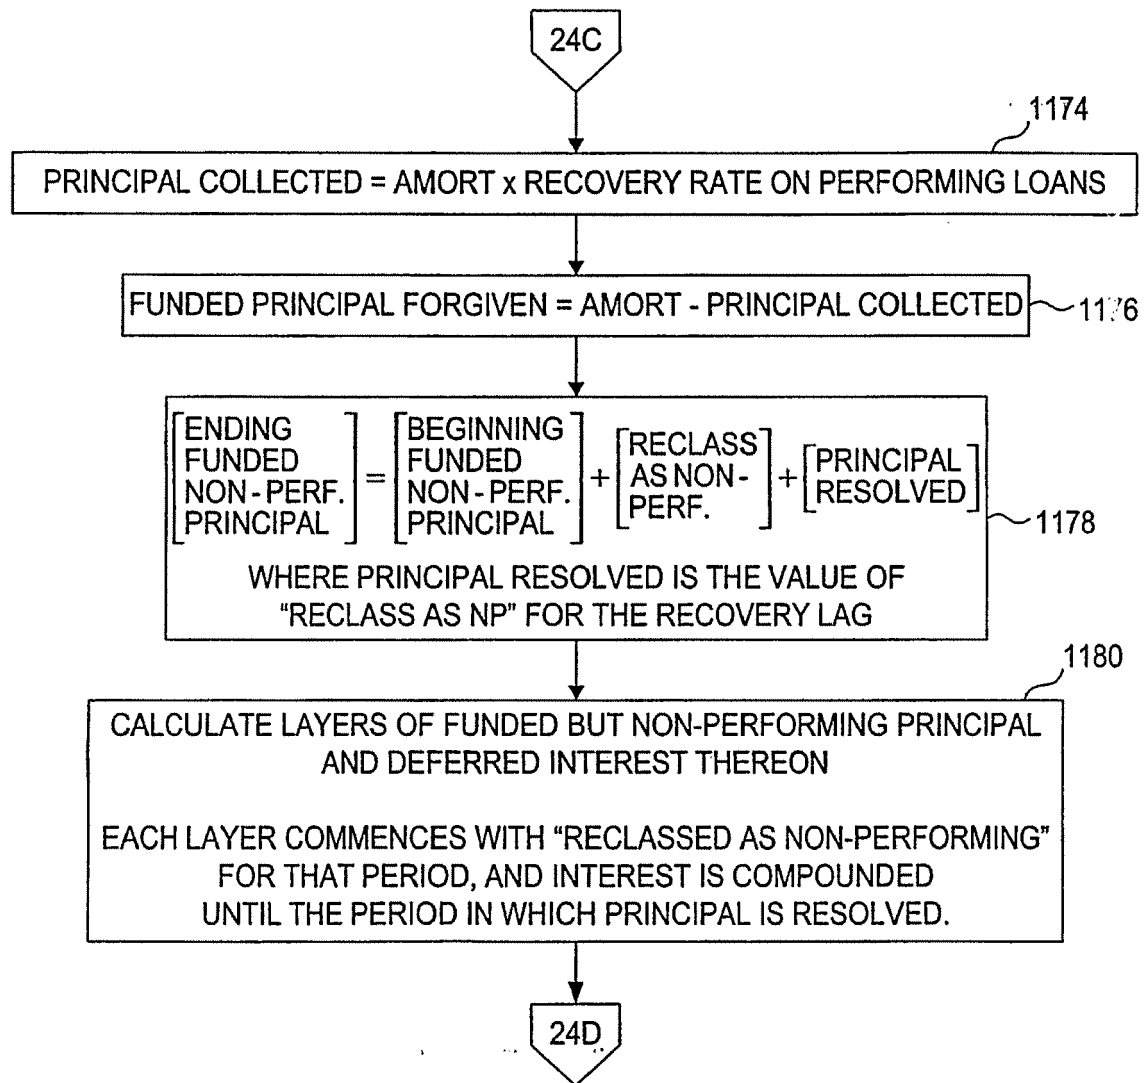 24C
1174
PRINCIPAL COLLECTED = AMORT x RECOVERY RATE ON PERFORMING LOANS
FUNDED PRINCIPAL FORGIVEN = AMORT - PRINCIPAL COLLECTED
1176
[ENDING FUNDED NON-PERF. PRINCIPAL] = [BEGINNING FUNDED NON-PERF. PRINCIPAL] + [RECLASS AS NON-PERF.] + [PRINCIPAL RESOLVED]
1178
WHERE PRINCIPAL RESOLVED IS THE VALUE OF
“RECLASS AS NP” FOR THE RECOVERY LAG
1180
CALCULATE LAYERS OF FUNDED BUT NON-PERFORMING PRINCIPAL
AND DEFERRED INTEREST THEREON
EACH LAYER COMMENCES WITH “RECLASSED AS NON-PERFORMING”
FOR THAT PERIOD, AND INTEREST IS COMPOUNDED
UNTIL THE PERIOD IN WHICH PRINCIPAL IS RESOLVED.
24D